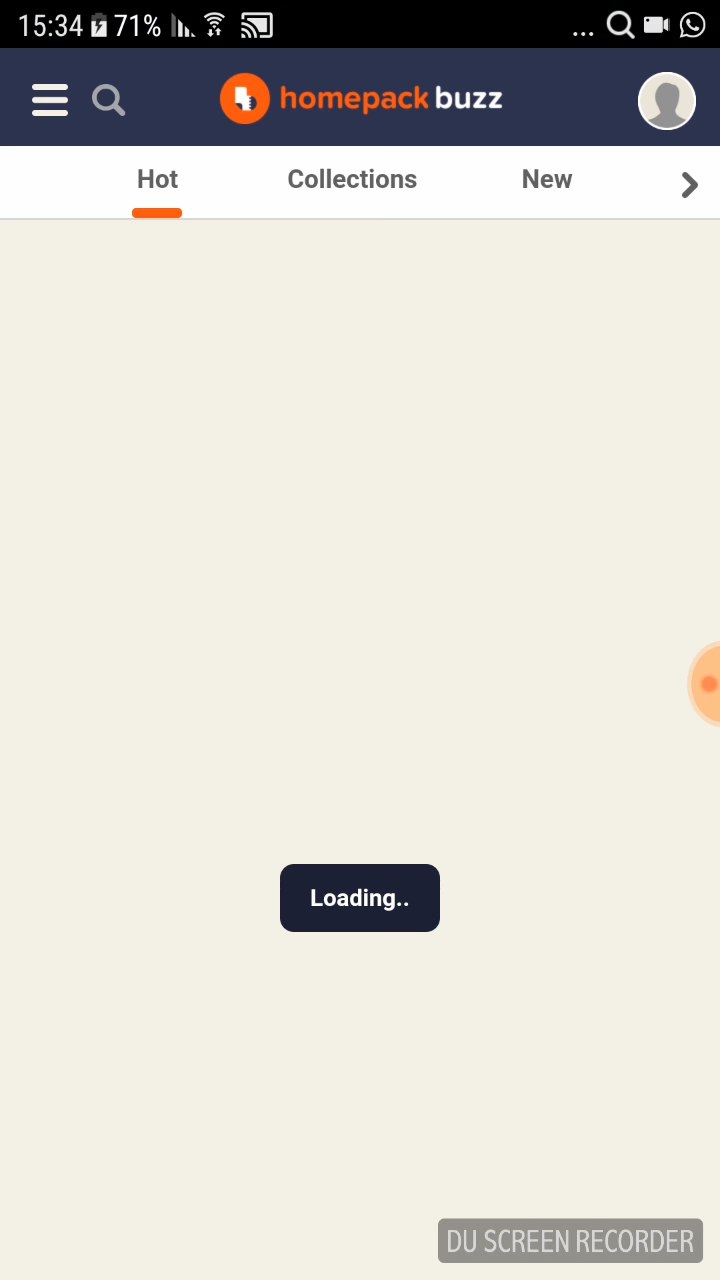 15:34 71% ...
homepack buzz
Hot Collections New
Loading..
DU SCREEN RECORDER